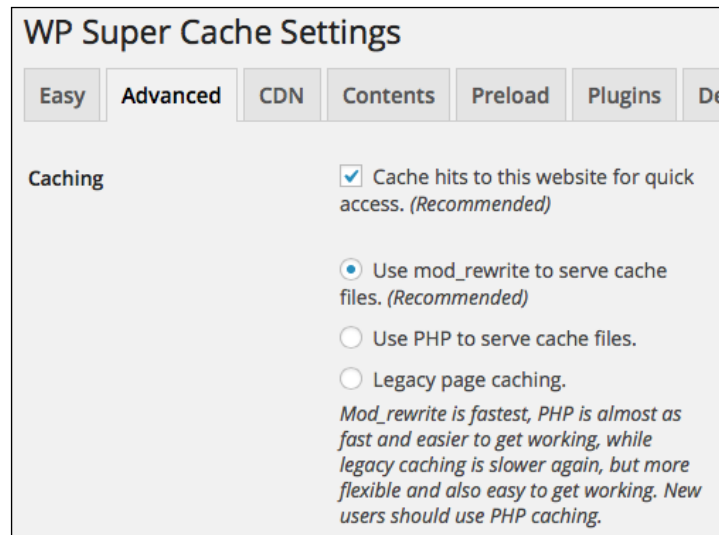 WP Super Cache Settings
Easy Advanced CDN Contents Preload Plugins De
Caching
Cache hits to this website for quick
access. (Recommended)
Use mod_rewrite to serve cache
files. (Recommended)
Use PHP to serve cache files.
Legacy page caching.
Mod_rewrite is fastest, PHP is almost as
fast and easier to get working, while
legacy caching is slower again, but more
flexible and also easy to get working. New
users should use PHP caching.